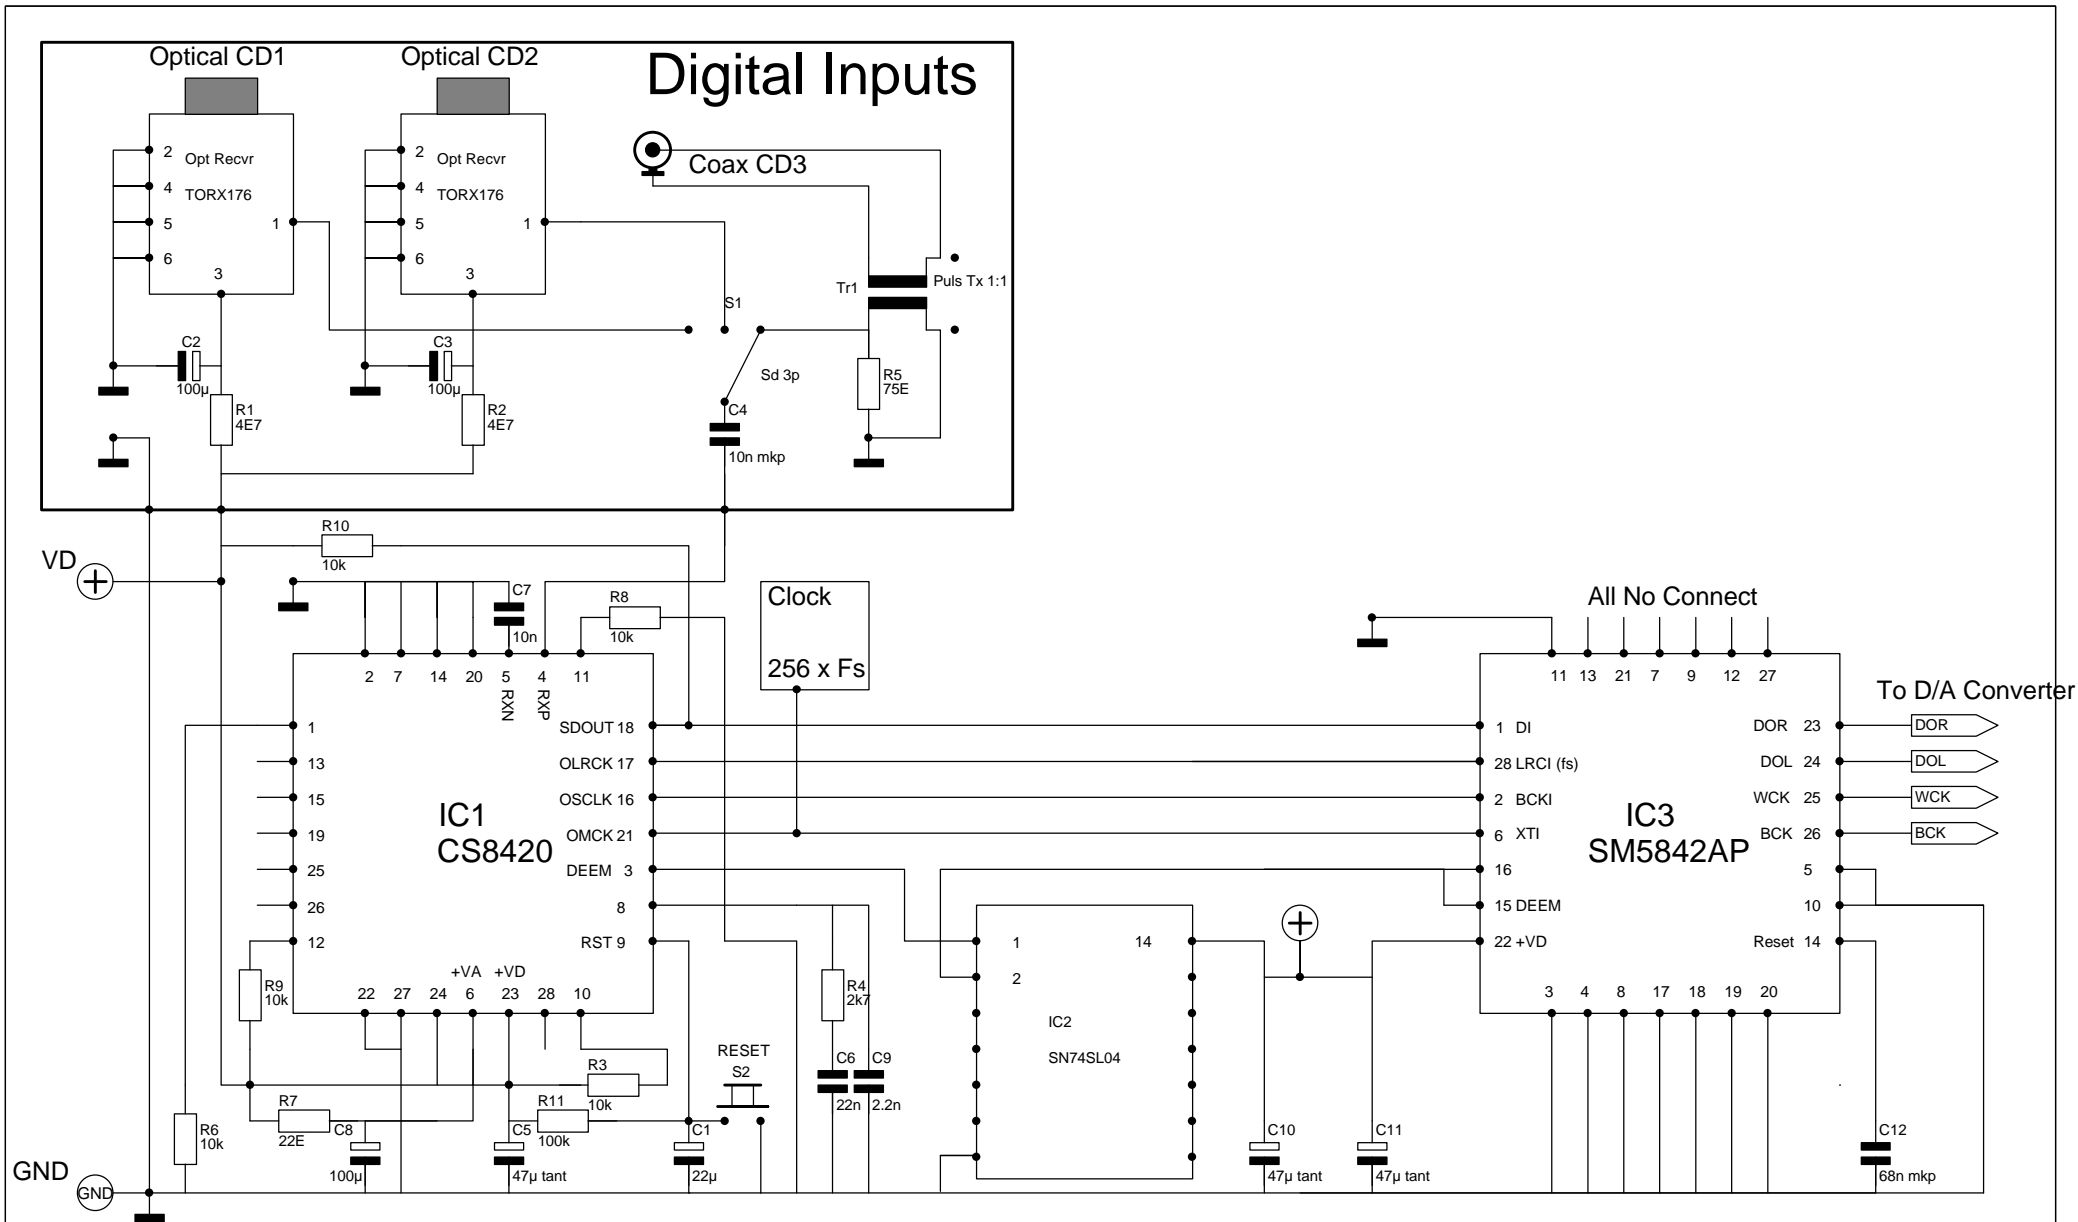 Optical CD1
Optical CD2
Digital Inputs
2 Opt Recvr
4 TORX176
5
1
6
3
2 Opt Recvr
4 TORX176
5
1
6
3
Coax CD3
Tr1
Puls Tx 1:1
S1
Sd 3p
C2
100µ
C3
100µ
R1
4E7
R2
4E7
R5
75E
C4
10n mkp
R10
10k
VD
C7
10n
R8
10k
Clock
256 x Fs
All No Connect
2 7 14 20 5 4 11
RXN
RXP
11 13 21 7 9 12 27
To D/A Converter
1
13
15
19
25
26
12
SDOUT 18
OLRCK 17
OSCLK 16
OMCK 21
DEEM 3
8
RST 9
IC1
CS8420
+VA +VD
22 27 24 6 23 28 10
1 DI
28 LRCI (fs)
2 BCKI
6 XTI
16
15 DEEM
22 +VD
IC3
SM5842AP
DOR 23
DOL 24
WCK 25
BCK 26
5
10
Reset 14
DOR
DOL
WCK
BCK
3 4 8 17 18 19 20
R9
10k
R4
2k7
1
2
14
IC2
SN74SL04
RESET
S2
C6
22n
C9
2.2n
R3
10k
R7
22E
R11
100k
R6
10k
C8
100µ
C5
47µ tant
C1
22µ
C10
47µ tant
C11
47µ tant
C12
68n mkp
GND
GND